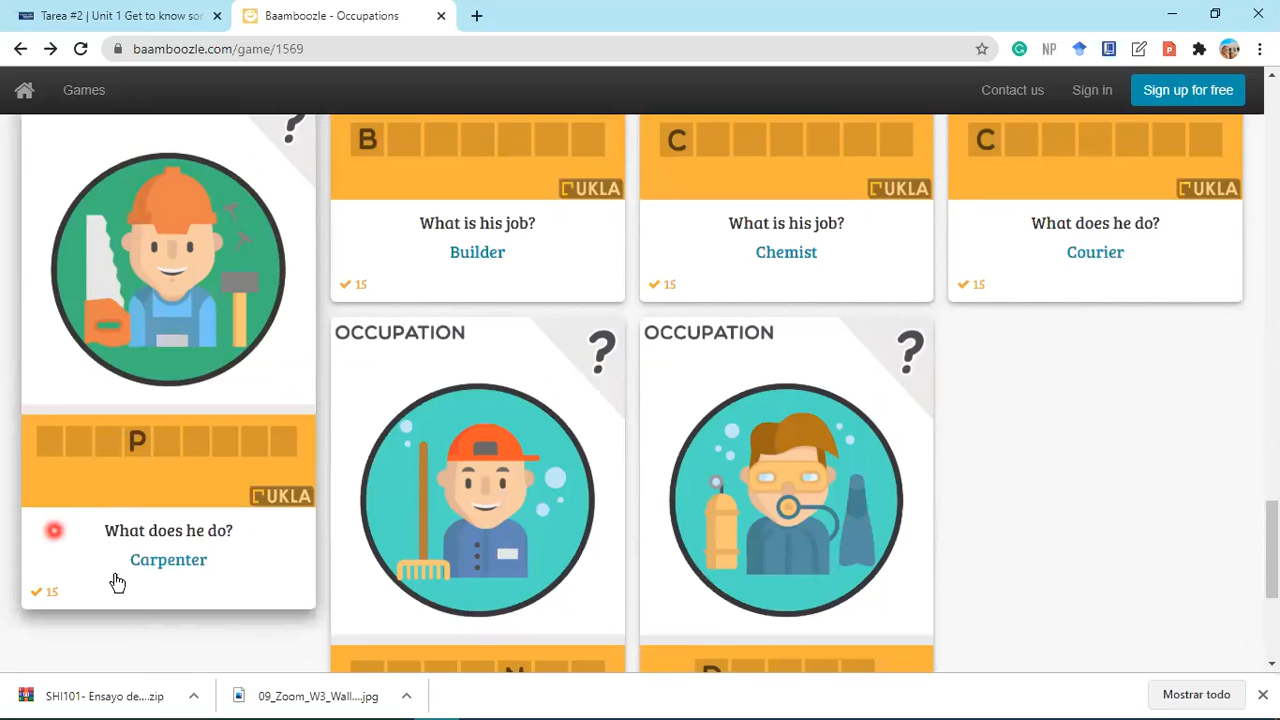 Tarea #2 | Unit 1 Get to know sor
Baamboozle - Occupations
baamboozle.com/game/1569
NP
Games
Contact us
Sign in
Sign up for free
?
P
UKLA
What does he do?
Carpenter
15
B
UKLA
What is his job?
Builder
15
C
UKLA
What is his job?
Chemist
15
C
UKLA
What does he do?
Courier
15
OCCUPATION
?
OCCUPATION
?
SHI101- Ensayo de....zip
09_Zoom_W3_Wall....jpg
Mostrar todo